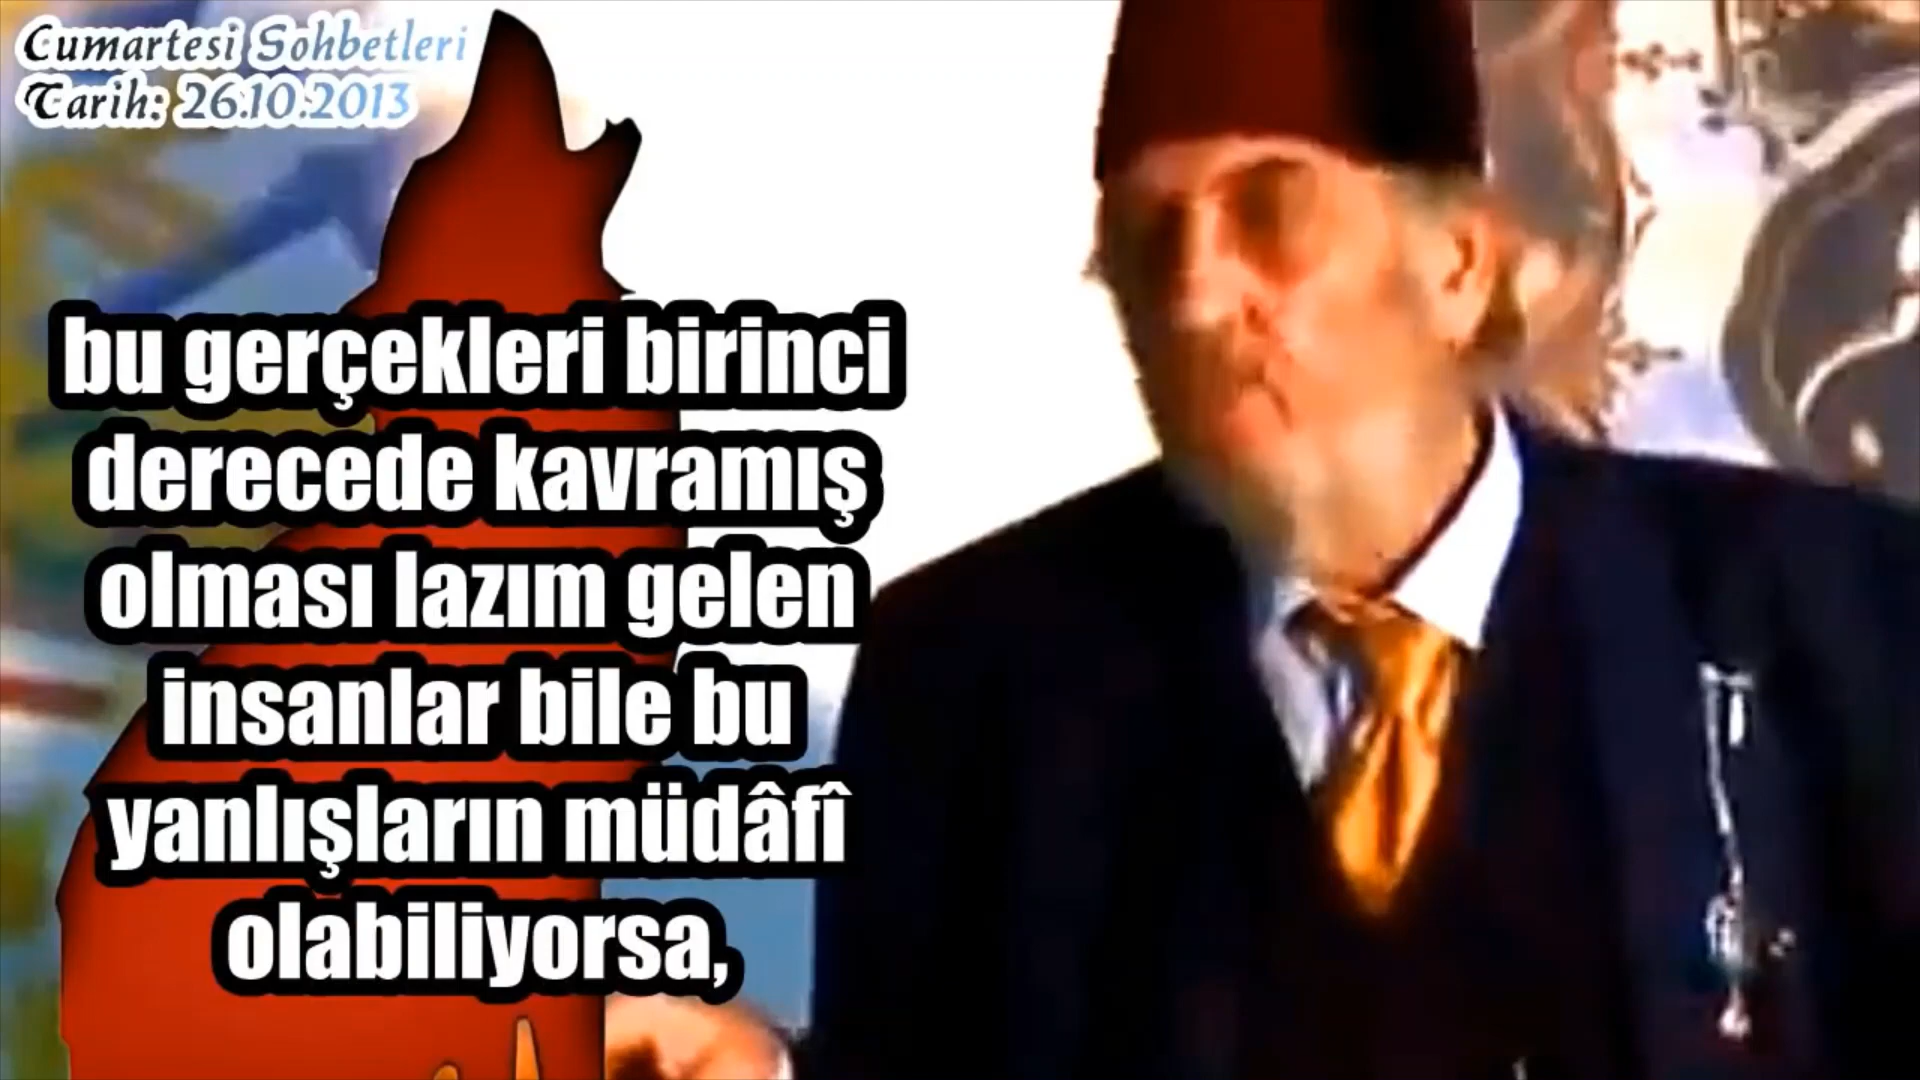 Cumartesi Sohbetleri
Tarih: 26.10.2013
bu gerçekleri birinci
derecede kavramış
olması lazım gelen
insanlar bile bu
yanlışların müdâfî
olabiliyorsa,